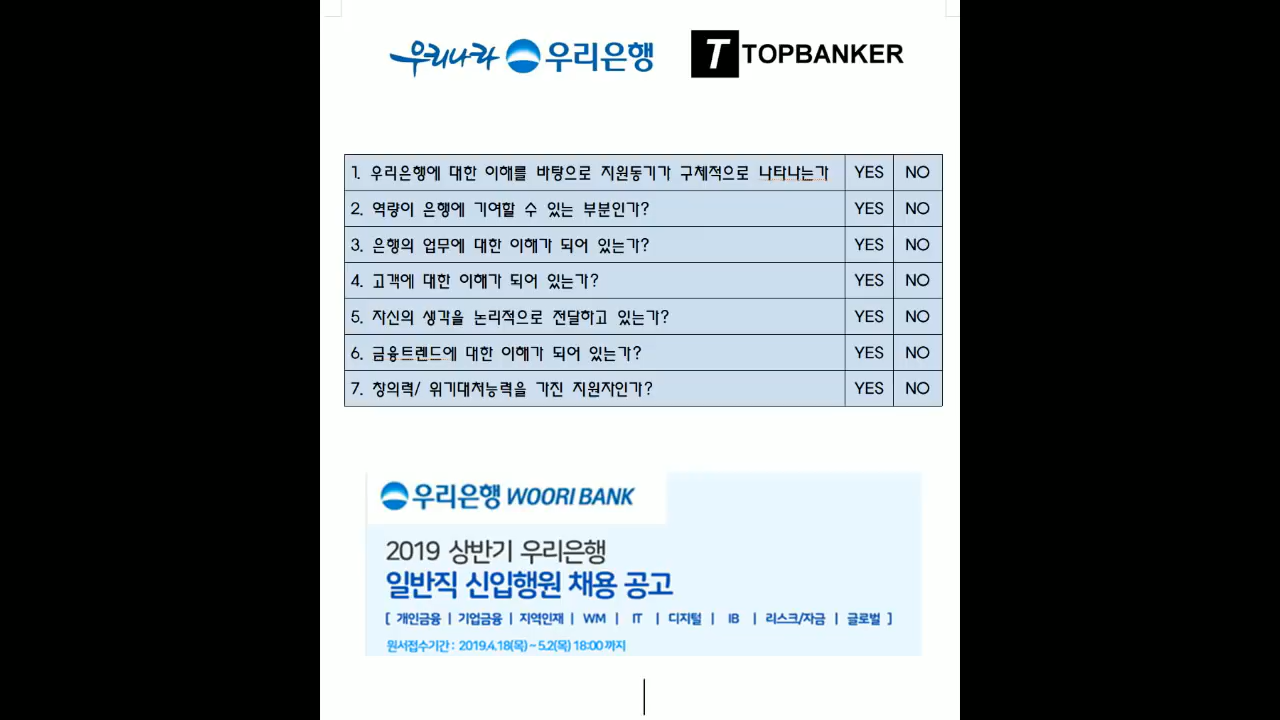 우리나라 우리은행 T TOPBANKER
1. 우리은행에 대한 이해를 바탕으로 지원동기가 구체적으로 나타나는가 YES NO
2. 역량이 은행에 기여할 수 있는 부분인가? YES NO
3. 은행의 업무에 대한 이해가 되어 있는가? YES NO
4. 고객에 대한 이해가 되어 있는가? YES NO
5. 자신의 생각을 논리적으로 전달하고 있는가? YES NO
6. 금융트렌드에 대한 이해가 되어 있는가? YES NO
7. 창의력/ 위기대처능력을 가진 지원자인가? YES NO
우리은행 WOORI BANK
2019 상반기 우리은행
일반직 신입행원 채용 공고
[ 개인금융 | 기업금융 | 지역인재 | WM | IT | 디지털 | IB | 리스크/자금 | 글로벌 ]
원서접수기간 : 2019.4.18(목) ~ 5.2(목) 18:00 까지